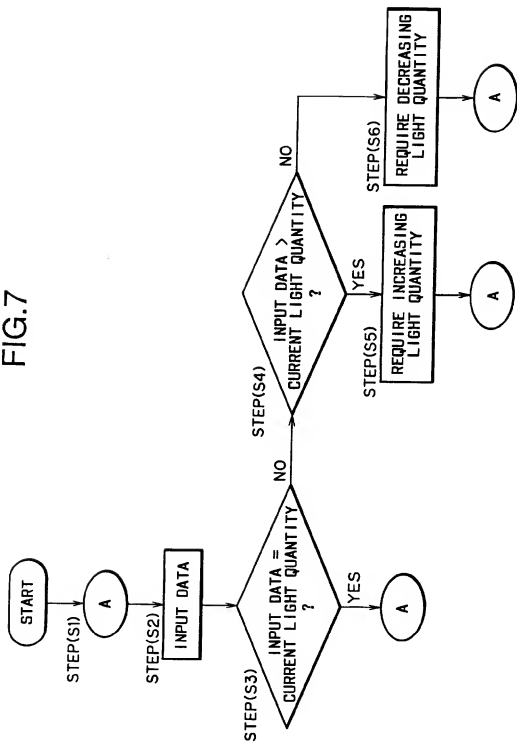 FIG.7
START
STEP(S1)
A
STEP(S2)
INPUT DATA
STEP(S3)
INPUT DATA =
CURRENT LIGHT QUANTITY
?
YES
A
NO
STEP(S4)
INPUT DATA >
CURRENT LIGHT QUANTITY
?
YES
STEP(S5)
REQUIRE INCREASING
LIGHT QUANTITY
A
NO
STEP(S6)
REQUIRE DECREASING
LIGHT QUANTITY
A